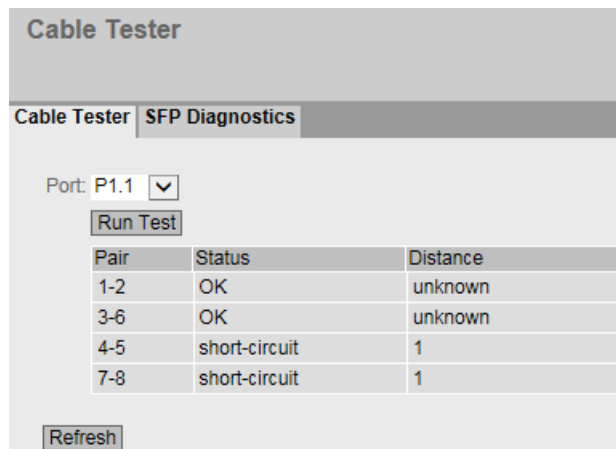 Cable Tester
Cable Tester SFP Diagnostics
Port: P1.1
Run Test
Pair Status Distance
1-2 OK unknown
3-6 OK unknown
4-5 short-circuit 1
7-8 short-circuit 1
Refresh